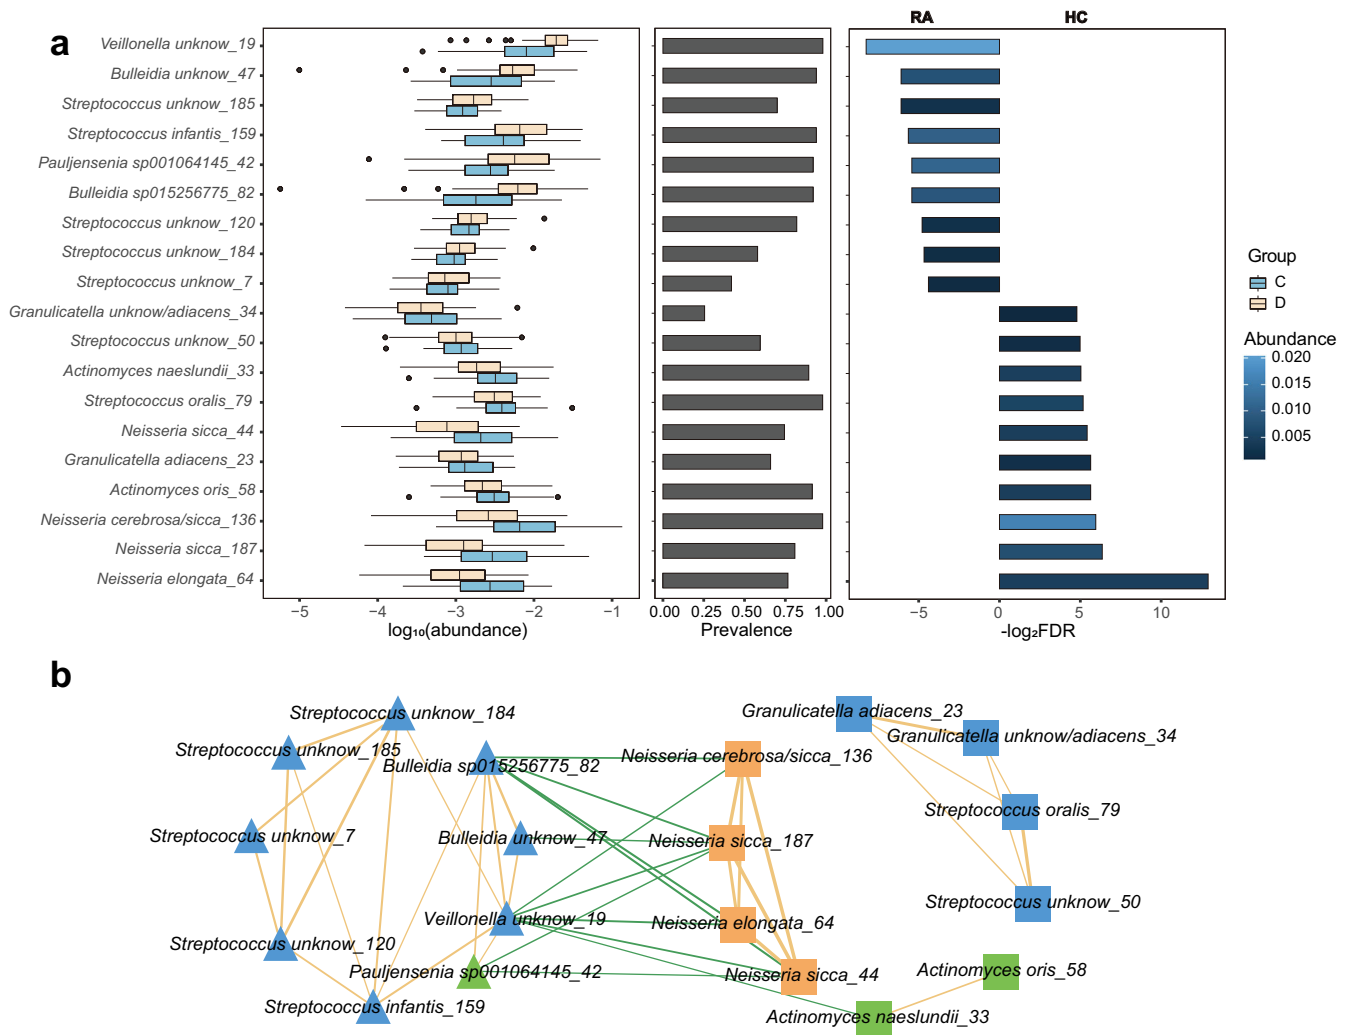 RA HC
a
Veillonella unknow_19
Bulleidia unknow_47
Streptococcus unknow_185
Streptococcus infantis_159
Pauljensenia sp001064145_42
Bulleidia sp015256775_82
Streptococcus unknow_120
Streptococcus unknow_184
Streptococcus unknow_7
Granulicatella unknow/adiacens_34
Streptococcus unknow_50
Actinomyces naeslundii_33
Streptococcus oralis_79
Neisseria sicca_44
Granulicatella adiacens_23
Actinomyces oris_58
Neisseria cerebrosa/sicca_136
Neisseria sicca_187
Neisseria elongata_64
−5 −4 −3 −2 −1
log₁₀(abundance)
0.00 0.25 0.50 0.75 1.00
Prevalence
−5 0 5 10
-log₂FDR
Group
C
D
Abundance
0.020
0.015
0.010
0.005
b
Streptococcus unknow_184
Streptococcus unknow_185
Bulleidia sp015256775_82
Streptococcus unknow_7
Bulleidia unknow_47
Veillonella unknow_19
Streptococcus unknow_120
Pauljensenia sp001064145_42
Streptococcus infantis_159
Neisseria cerebrosa/sicca_136
Neisseria sicca_187
Neisseria elongata_64
Neisseria sicca_44
Granulicatella adiacens_23
Granulicatella unknow/adiacens_34
Streptococcus oralis_79
Streptococcus unknow_50
Actinomyces oris_58
Actinomyces naeslundii_33